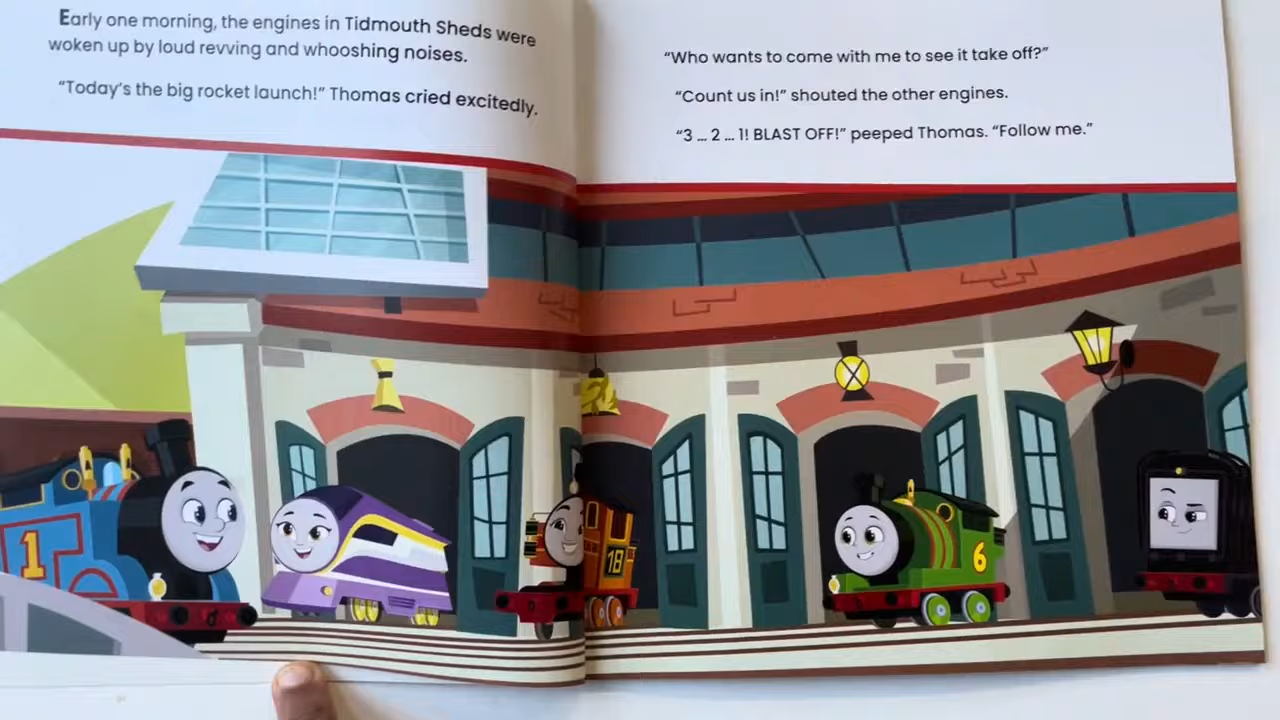 Early one morning, the engines in Tidmouth Sheds were
woken up by loud revving and whooshing noises.
“Today’s the big rocket launch!” Thomas cried excitedly.
“Who wants to come with me to see it take off?”
“Count us in!” shouted the other engines.
“3 ... 2 ... 1! BLAST OFF!” peeped Thomas. “Follow me.”
1
18
6